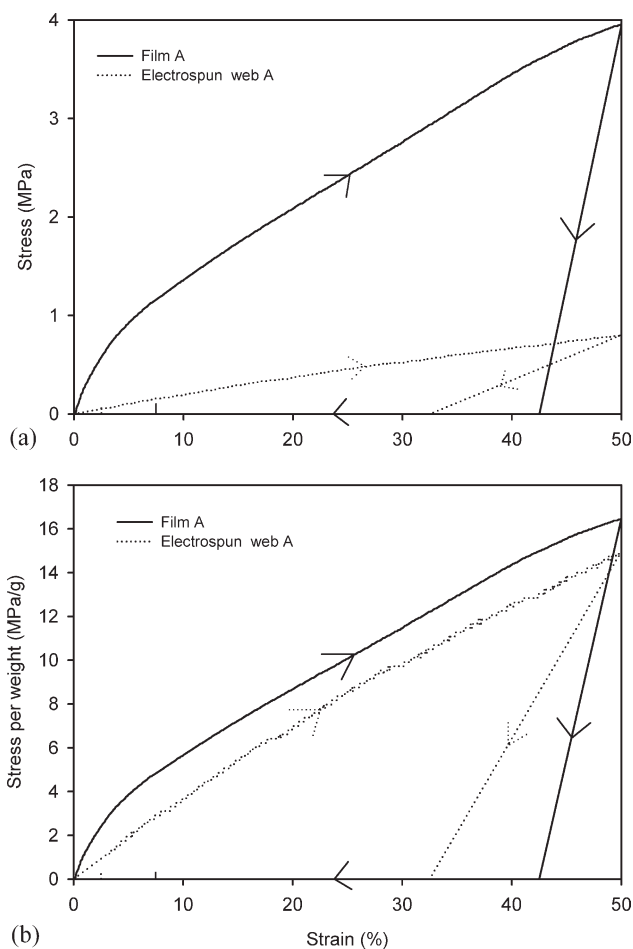 4
Film A
Electrospun web A
3
Stress (MPa)
2
1
0
(a)
0 10 20 30 40 50
18
Film A
16
Electrospun web A
14
12
Stress per weight (MPa/g)
10
8
6
4
2
0
0 10 20 30 40 50
(b)
Strain (%)